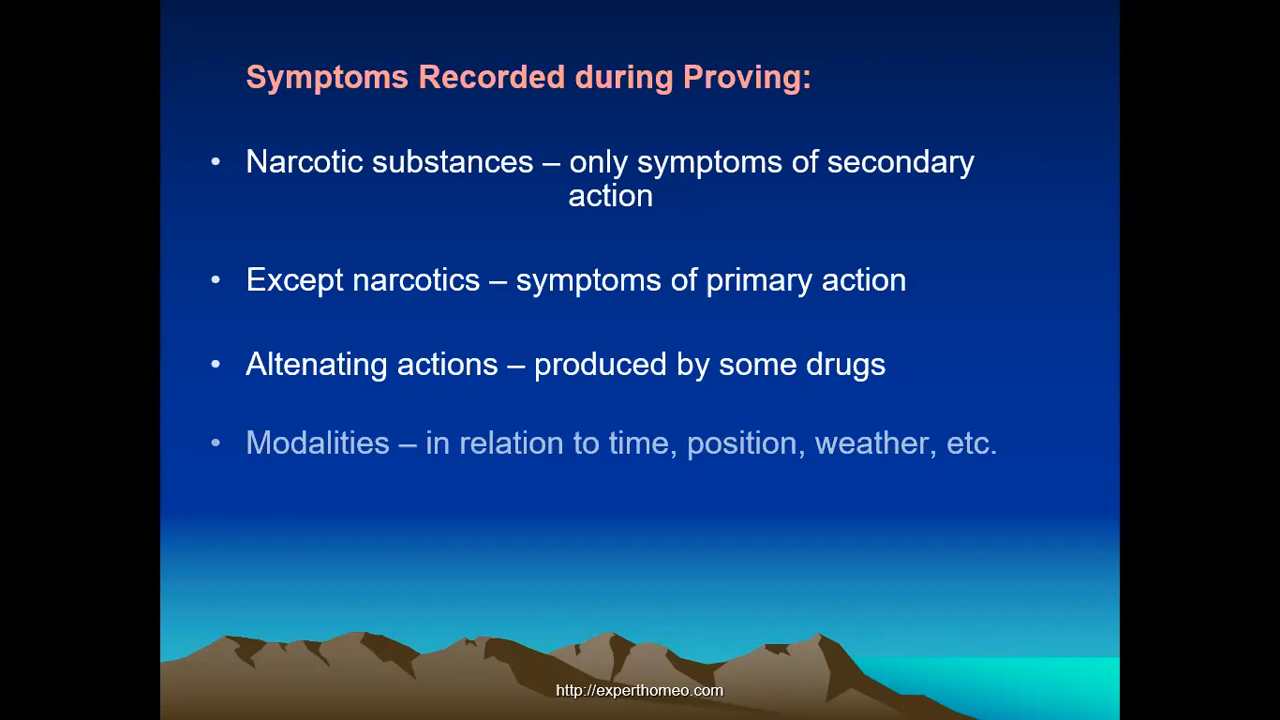 Symptoms Recorded during Proving:
• Narcotic substances – only symptoms of secondary
action
• Except narcotics – symptoms of primary action
• Altenating actions – produced by some drugs
• Modalities – in relation to time, position, weather, etc.
http://experthomeo.com